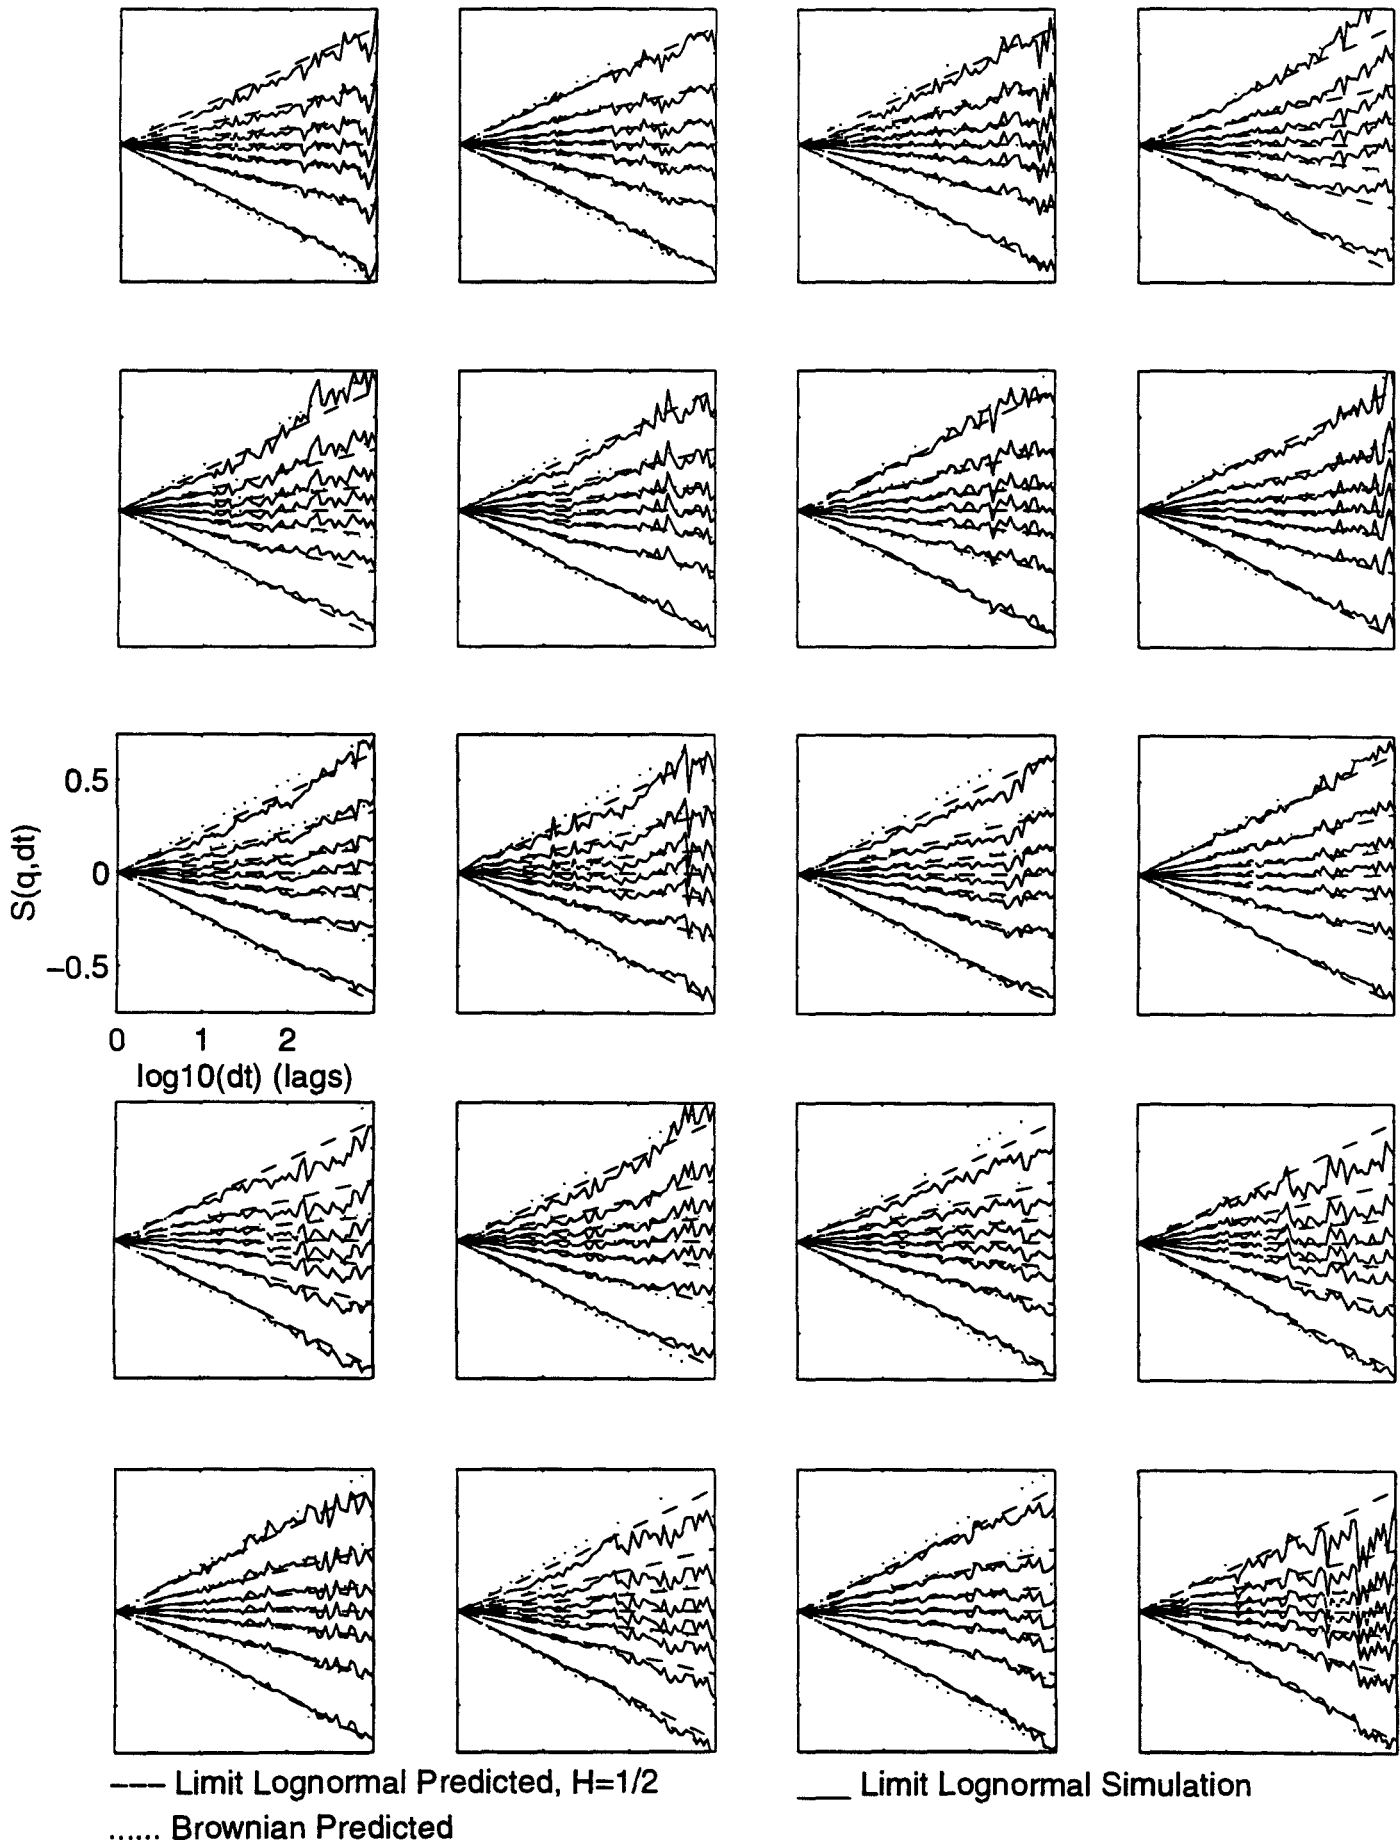 0.5
0
−0.5
S(q,dt)
0 1 2
log10(dt) (lags)
--- Limit Lognormal Predicted, H=1/2
___ Limit Lognormal Simulation
...... Brownian Predicted